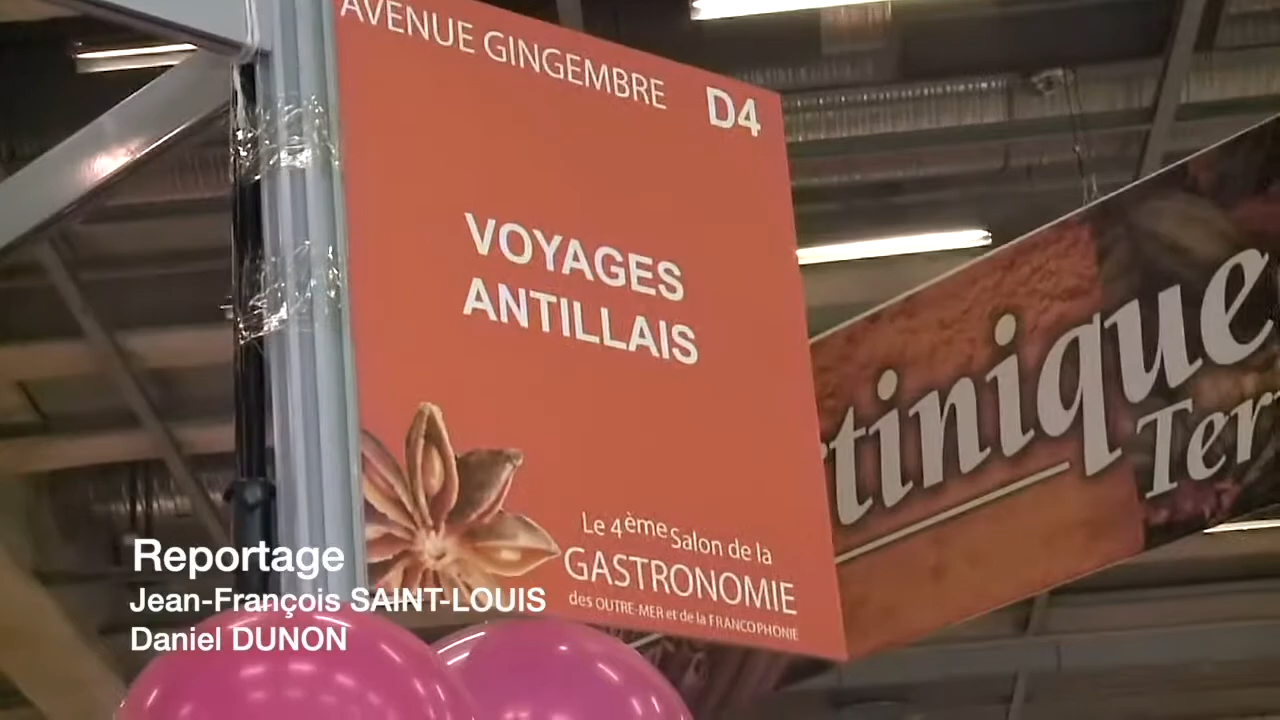 AVENUE GINGEMBRE D4
VOYAGES
ANTILLAIS
Le 4ème Salon de la
GASTRONOMIE
des OUTRE-MER et de la FRANCOPHONIE
tinique
Ter
Reportage
Jean-François SAINT-LOUIS
Daniel DUNON